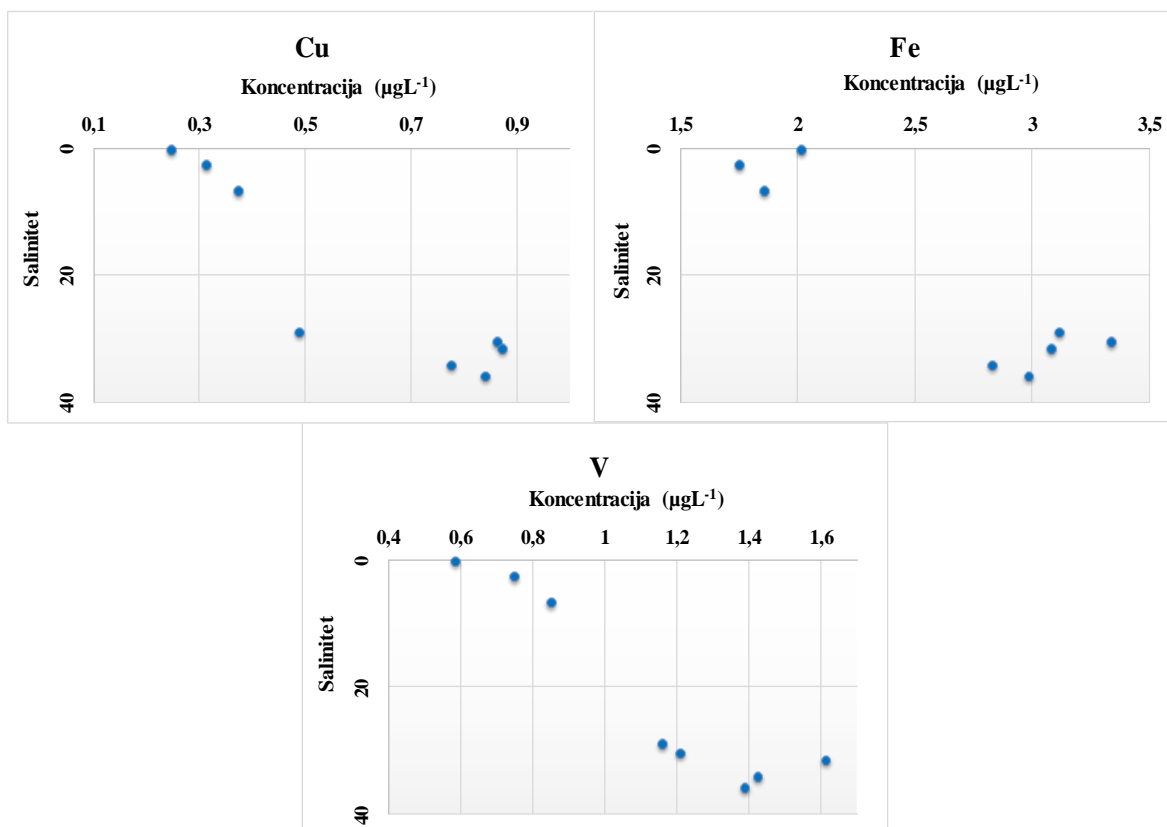 Cu
Koncentracija (µgL-1)
0,1 0,3 0,5 0,7 0,9
0
20
40
Salinitet
Fe
Koncentracija (µgL-1)
1,5 2 2,5 3 3,5
0
20
40
Salinitet
V
Koncentracija (µgL-1)
0,4 0,6 0,8 1 1,2 1,4 1,6
0
20
40
Salinitet